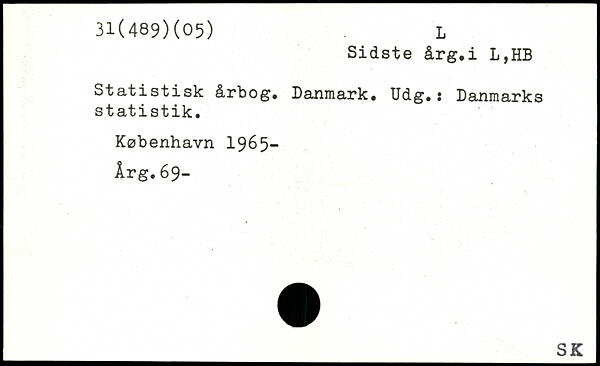 31(489)(05)
L
Sidste årg.i L,HB
Statistisk årbog. Danmark. Udg.: Danmarks
statistik.
København 1965-
Årg.69-
SK